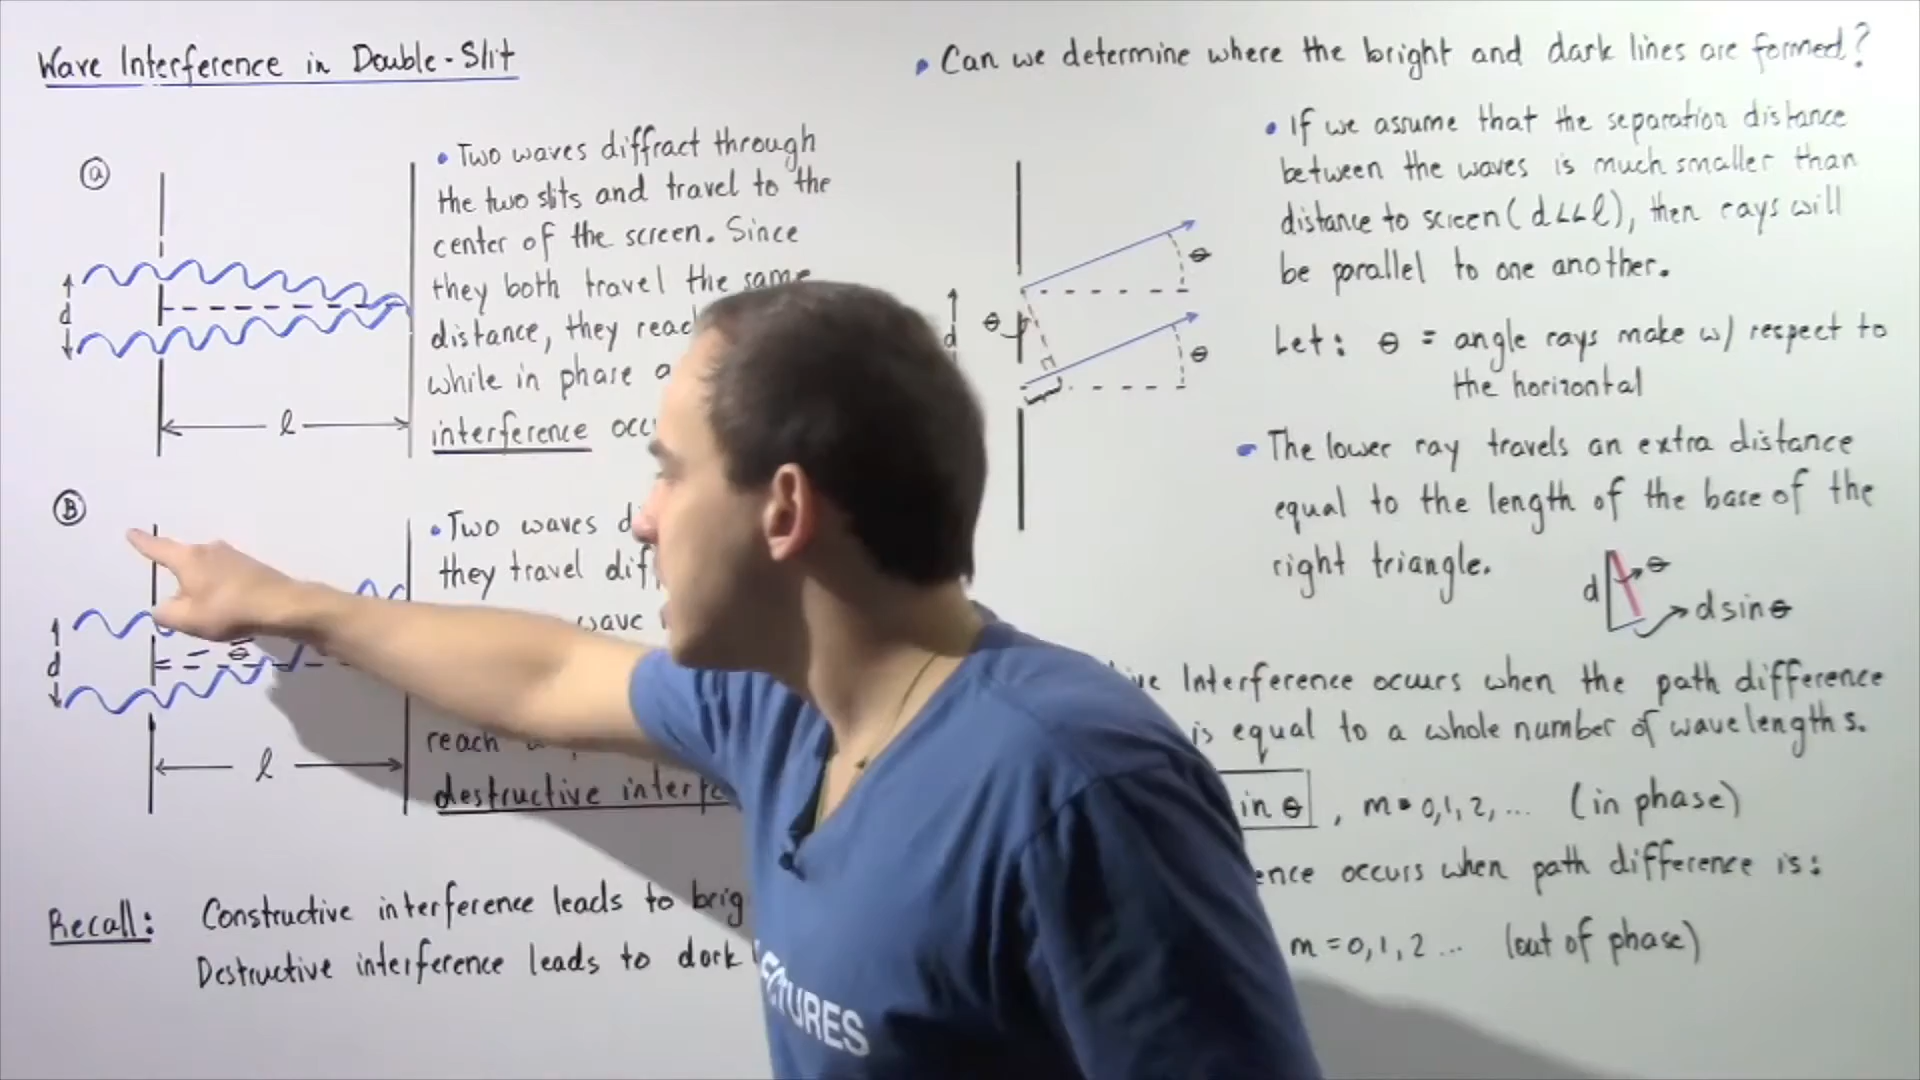 Wave Interference in Double-Slit
a
d
l
• Two waves diffract through
the two slits and travel to the
center of the screen. Since
they both travel the same
distance, they
while in phase
interference
B
d
θ
l
• Two waves
they travel
wave
reach
destructive
Recall: Constructive interference leads to
Destructive interference leads to dark
• Can we determine where the bright and dark lines are formed?
• If we assume that the separation distance
between the waves is much smaller than
distance to screen (d<<l), then rays will
be parallel to one another.
θ
θ
d
θ
Let: θ = angle rays make w/ respect to
the horizontal
• The lower ray travels an extra distance
equal to the length of the base of the
right triangle.
d
θ
d sin θ
Interference occurs when the path difference
is equal to a whole number of wavelengths.
in θ , m = 0,1,2,... (in phase)
occurs when path difference is:
m = 0,1,2... (out of phase)